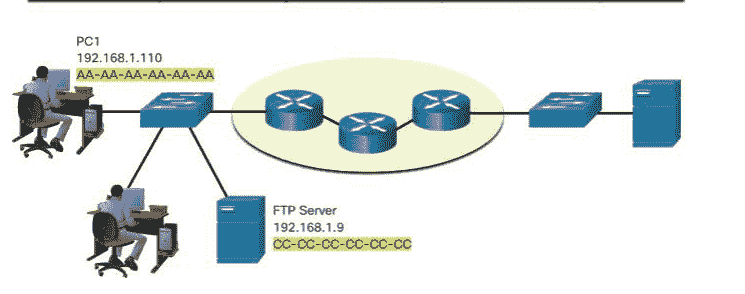 PC1
192.168.1.110
AA-AA-AA-AA-AA-AA
FTP Server
192.168.1.9
CC-CC-CC-CC-CC-CC